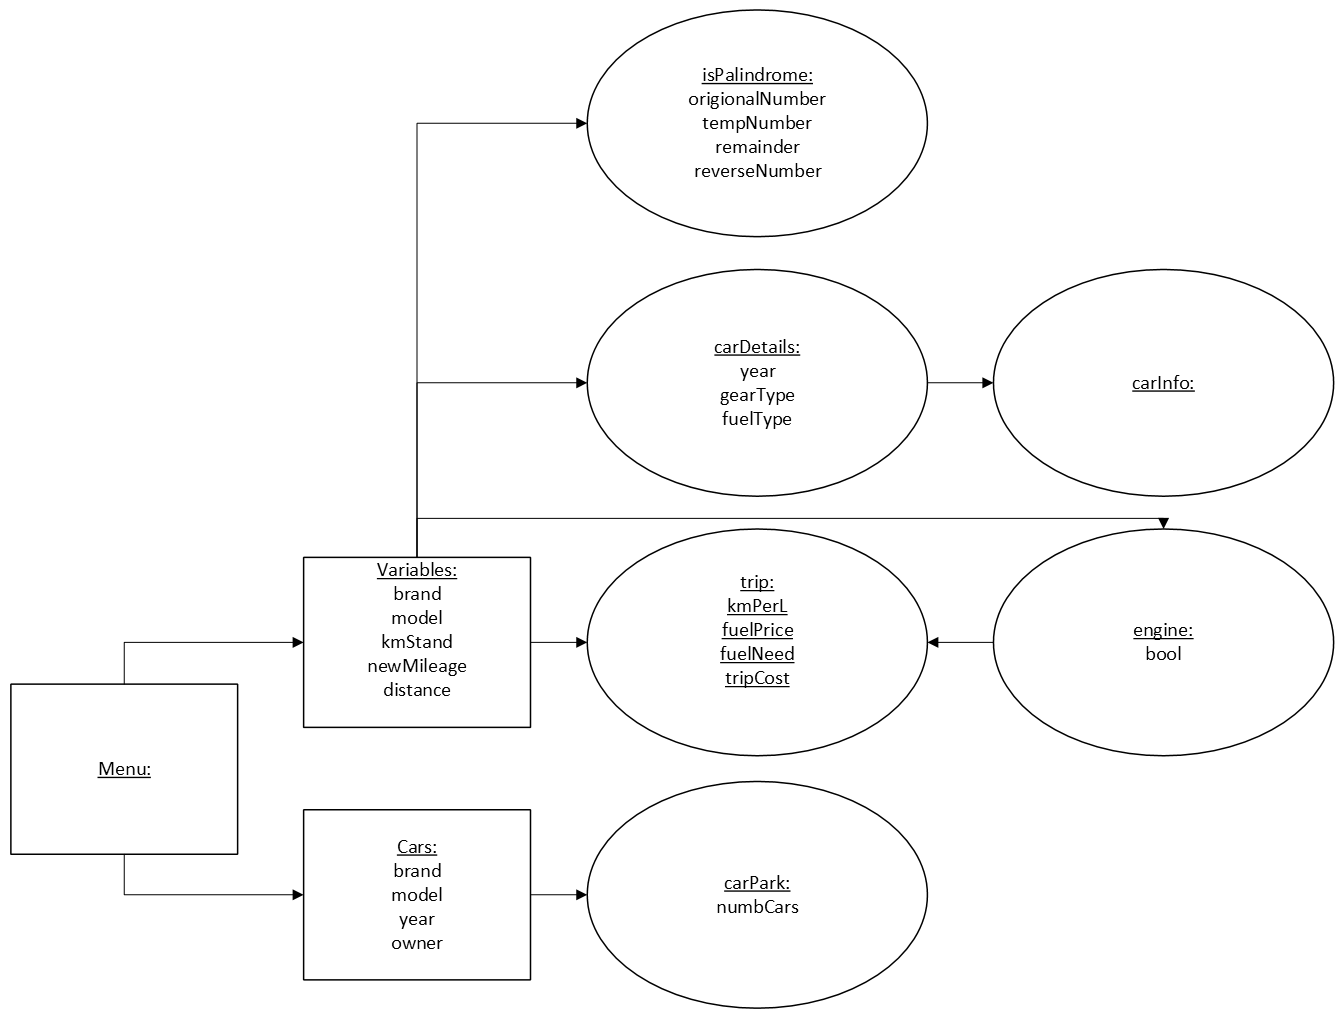 isPalindrome:
origionalNumber
tempNumber
remainder
reverseNumber
carDetails:
year
gearType
fuelType
carInfo:
Variables:
brand
model
kmStand
newMileage
distance
trip:
kmPerL
fuelPrice
fuelNeed
tripCost
engine:
bool
Menu:
Cars:
brand
model
year
owner
carPark:
numbCars